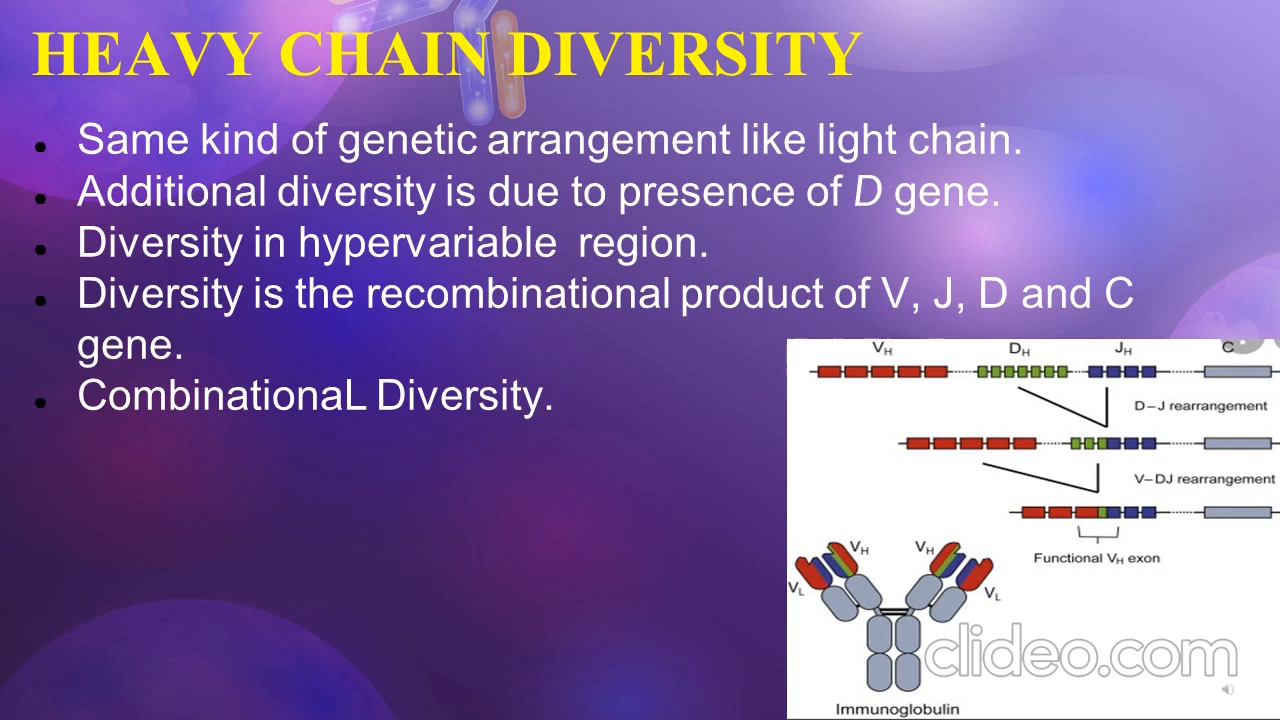 HEAVY CHAIN DIVERSITY
Same kind of genetic arrangement like light chain.
Additional diversity is due to presence of D gene.
Diversity in hypervariable region.
Diversity is the recombinational product of V, J, D and C
gene.
CombinationaL Diversity.
VH DH JH C
D–J rearrangement
V–DJ rearrangement
Functional VH exon
VH VH
VL VL
clideo.com
Immunoglobulin